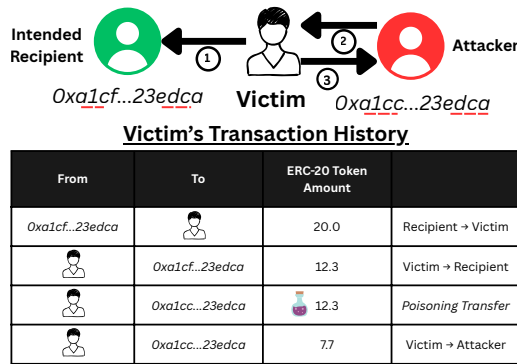 Intended
Recipient
1
2
3
Attacker
0xa1cf...23edca
Victim
0xa1cc...23edca
Victim's Transaction History
From To ERC-20 Token Amount
0xa1cf...23edca 20.0 Recipient → Victim
0xa1cf...23edca 12.3 Victim → Recipient
0xa1cc...23edca 12.3 Poisoning Transfer
0xa1cc...23edca 7.7 Victim → Attacker